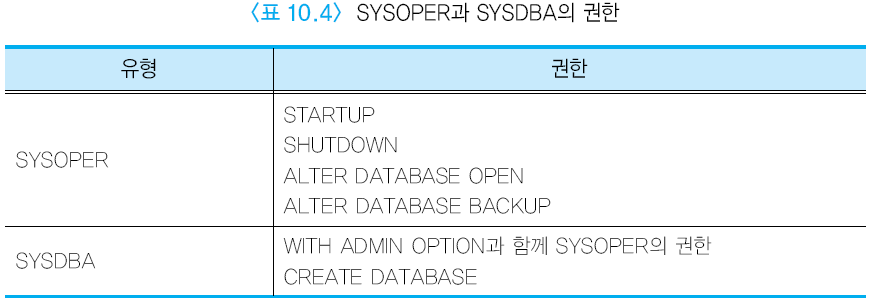 〈표 10.4〉 SYSOPER과 SYSDBA의 권한
유형 권한
SYSOPER
STARTUP
SHUTDOWN
ALTER DATABASE OPEN
ALTER DATABASE BACKUP
SYSDBA
WITH ADMIN OPTION과 함께 SYSOPER의 권한
CREATE DATABASE